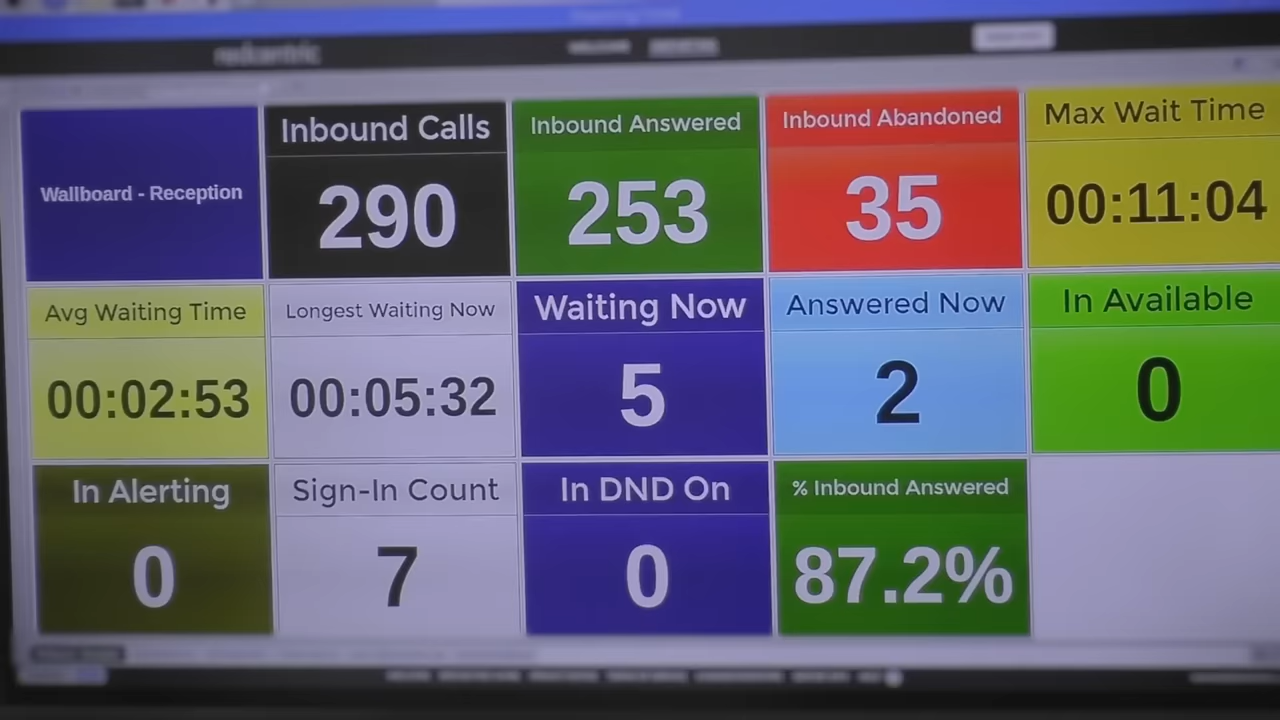 redcentric
Wallboard - Reception
Inbound Calls
290
Inbound Answered
253
Inbound Abandoned
35
Max Wait Time
00:11:04
Avg Waiting Time
00:02:53
Longest Waiting Now
00:05:32
Waiting Now
5
Answered Now
2
In Available
0
In Alerting
0
Sign-In Count
7
In DND On
0
% Inbound Answered
87.2%